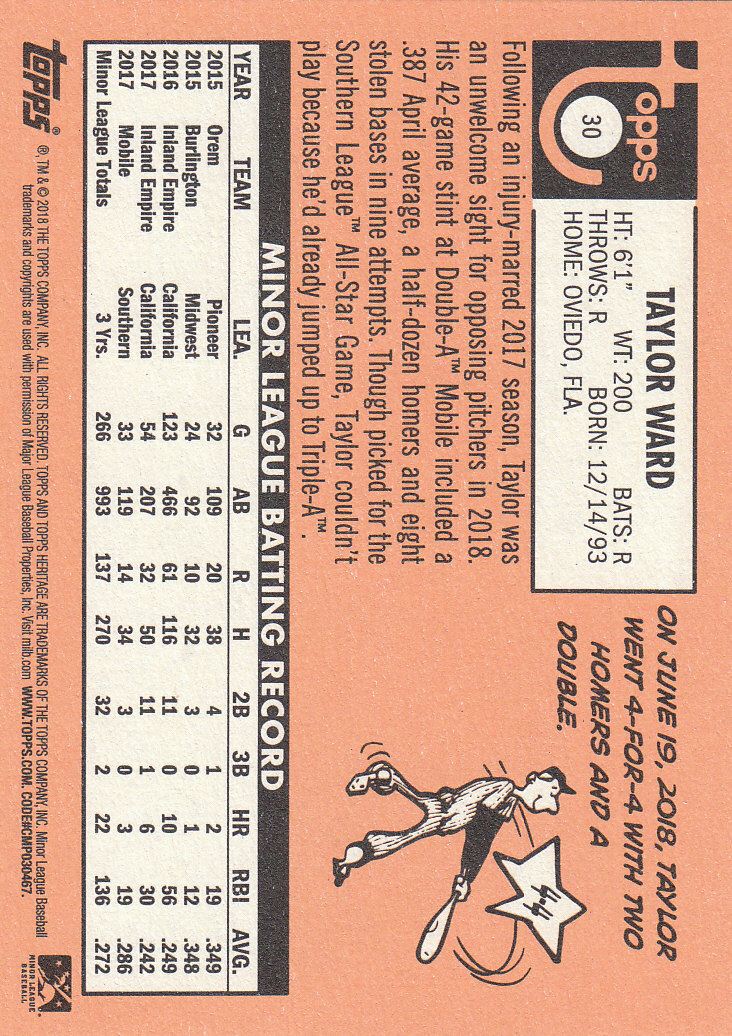 Topps
30
TAYLOR WARD
HT: 6'1" WT: 200 BATS: R
THROWS: R BORN: 12/14/93
HOME: OVIEDO, FLA.
ON JUNE 19, 2018, TAYLOR
WENT 4-FOR-4 WITH TWO
HOMERS AND A
DOUBLE.
4-4
Following an injury-marred 2017 season, Taylor was
an unwelcome sight for opposing pitchers in 2018.
His 42-game stint at Double-A™ Mobile included a
.387 April average, a half-dozen homers and eight
stolen bases in nine attempts. Though picked for the
Southern League™ All-Star Game, Taylor couldn't
play because he'd already jumped up to Triple-A™.
MINOR LEAGUE BATTING RECORD
YEAR TEAM LEA. G AB R H 2B 3B HR RBI AVG.
2015 Orem Pioneer 32 109 20 38 4 1 2 19 .349
2015 Burlington Midwest 24 92 10 32 3 0 1 12 .348
2016 Inland Empire California 123 466 61 116 11 0 10 56 .249
2017 Inland Empire California 54 207 32 50 11 1 6 30 .242
2017 Mobile Southern 33 119 14 34 3 0 3 19 .286
Minor League Totals 3 Yrs. 266 993 137 270 32 2 22 136 .272
Topps® ®, TM & © 2018 THE TOPPS COMPANY, INC. ALL RIGHTS RESERVED. TOPPS AND TOPPS HERITAGE ARE TRADEMARKS OF THE TOPPS COMPANY, INC. Minor League Baseball
trademarks and copyrights are used with permission of Major League Baseball Properties, Inc. Visit milb.com WWW.TOPPS.COM. CODE#CMP030467.
MINOR LEAGUE
BASEBALL